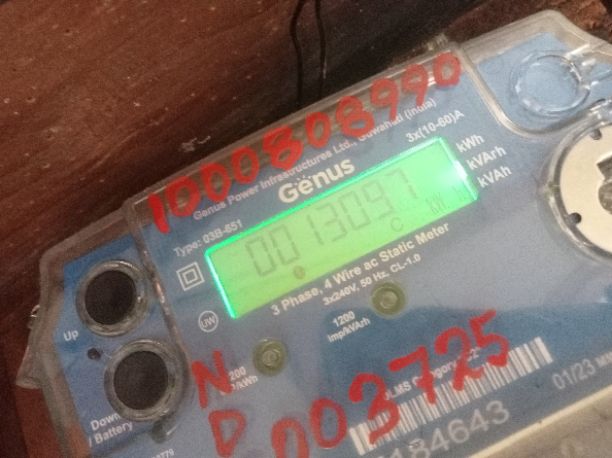 1000808990
Genus Power Infrastructures Ltd., Guwahati (India)
3x(10-60)A
Genus
kWh
kVArh
kVAh
Type: 03B-651
0013097
C
3 Phase, 4 Wire ac Static Meter
3x240V, 50 Hz, CL-1.0
UW
1200
Imp/kVArh
Up
N
D 003725
01/23
Down
/ Battery
184643